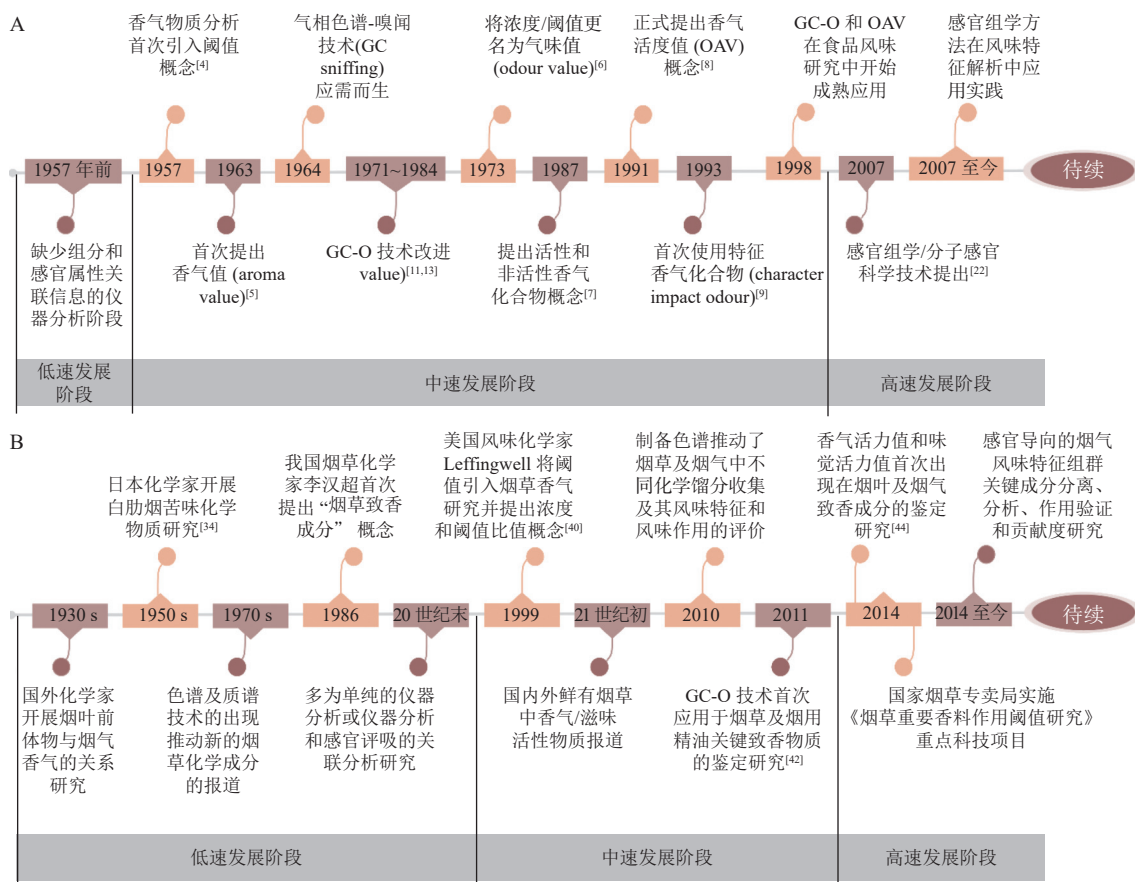 A
香气物质分析
首次引入阈值
概念[4]
气相色谱-嗅闻
技术(GC
sniffing)
应需而生
将浓度/阈值更
名为气味值
(odour value)[6]
正式提出香气
活度值 (OAV)
概念[8]
GC-O 和 OAV
在食品风味
研究中开始
成熟应用
感官组学方
法在风味特
征解析中应
用实践
1957 年前
1957
1963
1964
1971~1984
1973
1987
1991
1993
1998
2007
2007 至今
待续
缺少组分和
感官属性关
联信息的仪
器分析阶段
首次提出
香气值 (aroma
value)[5]
GC-O 技术改进
value)[11,13]
提出活性和
非活性香气
化合物概念[7]
首次使用特征
香气化合物 (character
impact odour)[9]
感官组学/分子感官
科学技术提出[22]
低速发展
阶段
中速发展阶段
高速发展阶段
B
日本化学家开展
白肋烟苦味化学
物质研究[34]
我国烟草化学
家李汉超首次
提出 “烟草致香
成分” 概念
美国风味化学家
Leffingwell 将阈
值引入烟草香气
研究并提出浓度
和阈值比值概念[40]
制备色谱推动了
烟草及烟气中不
同化学馏分收集
及其风味特征和
风味作用的评价
香气活力值和味
觉活力值首次出
现在烟叶及烟气
致香成分的鉴定
研究[44]
感官导向的烟气
风味特征组群
关键成分分离、
分析、作用验证
和贡献度研究
1930 s
1950 s
1970 s
1986
20 世纪末
1999
21 世纪初
2010
2011
2014
2014 至今
待续
国外化学家
开展烟叶前
体物与烟气
香气的关系
研究
色谱及质谱
技术的出现
推动新的烟
草化学成分
的报道
多为单纯的仪器
分析或仪器分析
和感官评吸的关
联分析研究
国内外鲜有烟草
中香气/滋味
活性物质报道
GC-O 技术首次
应用于烟草及烟用
精油关键致香物质
的鉴定研究[42]
国家烟草专卖局实施
《烟草重要香料作用阈值研究》
重点科技项目
低速发展阶段
中速发展阶段
高速发展阶段